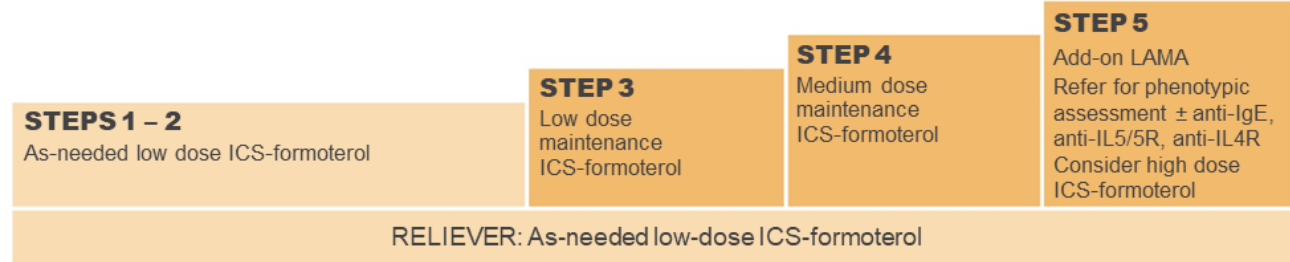 STEPS 1 – 2
As-needed low dose ICS-formoterol
STEP 3
Low dose
maintenance
ICS-formoterol
STEP 4
Medium dose
maintenance
ICS-formoterol
STEP 5
Add-on LAMA
Refer for phenotypic
assessment ± anti-IgE,
anti-IL5/5R, anti-IL4R
Consider high dose
ICS-formoterol
RELIEVER: As-needed low-dose ICS-formoterol